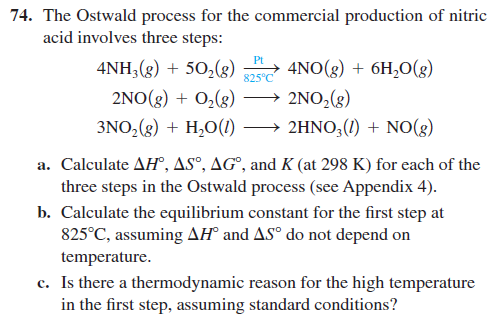 74. The Ostwald process for the commercial production of nitric
acid involves three steps:
4NH₃(g) + 5O₂(g) —Pt/825°C→ 4NO(g) + 6H₂O(g)
2NO(g) + O₂(g) ⟶ 2NO₂(g)
3NO₂(g) + H₂O(l) ⟶ 2HNO₃(l) + NO(g)
a. Calculate ΔH°, ΔS°, ΔG°, and K (at 298 K) for each of the
three steps in the Ostwald process (see Appendix 4).
b. Calculate the equilibrium constant for the first step at
825°C, assuming ΔH° and ΔS° do not depend on
temperature.
c. Is there a thermodynamic reason for the high temperature
in the first step, assuming standard conditions?